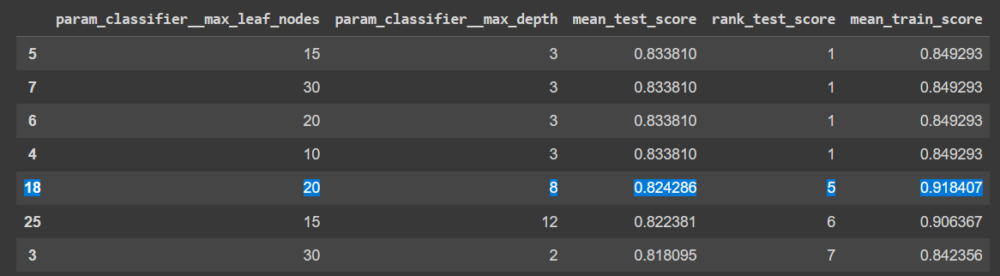 param_classifier__max_leaf_nodes param_classifier__max_depth mean_test_score rank_test_score mean_train_score
5 15 3 0.833810 1 0.849293
7 30 3 0.833810 1 0.849293
6 20 3 0.833810 1 0.849293
4 10 3 0.833810 1 0.849293
18 20 8 0.824286 5 0.918407
25 15 12 0.822381 6 0.906367
3 30 2 0.818095 7 0.842356